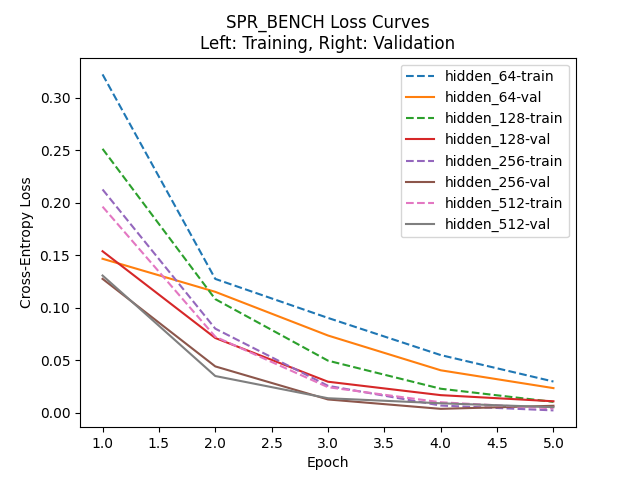 SPR_BENCH Loss Curves
Left: Training, Right: Validation
Cross-Entropy Loss
0.30
0.25
0.20
0.15
0.10
0.05
0.00
hidden_64-train
hidden_64-val
hidden_128-train
hidden_128-val
hidden_256-train
hidden_256-val
hidden_512-train
hidden_512-val
1.0 1.5 2.0 2.5 3.0 3.5 4.0 4.5 5.0
Epoch